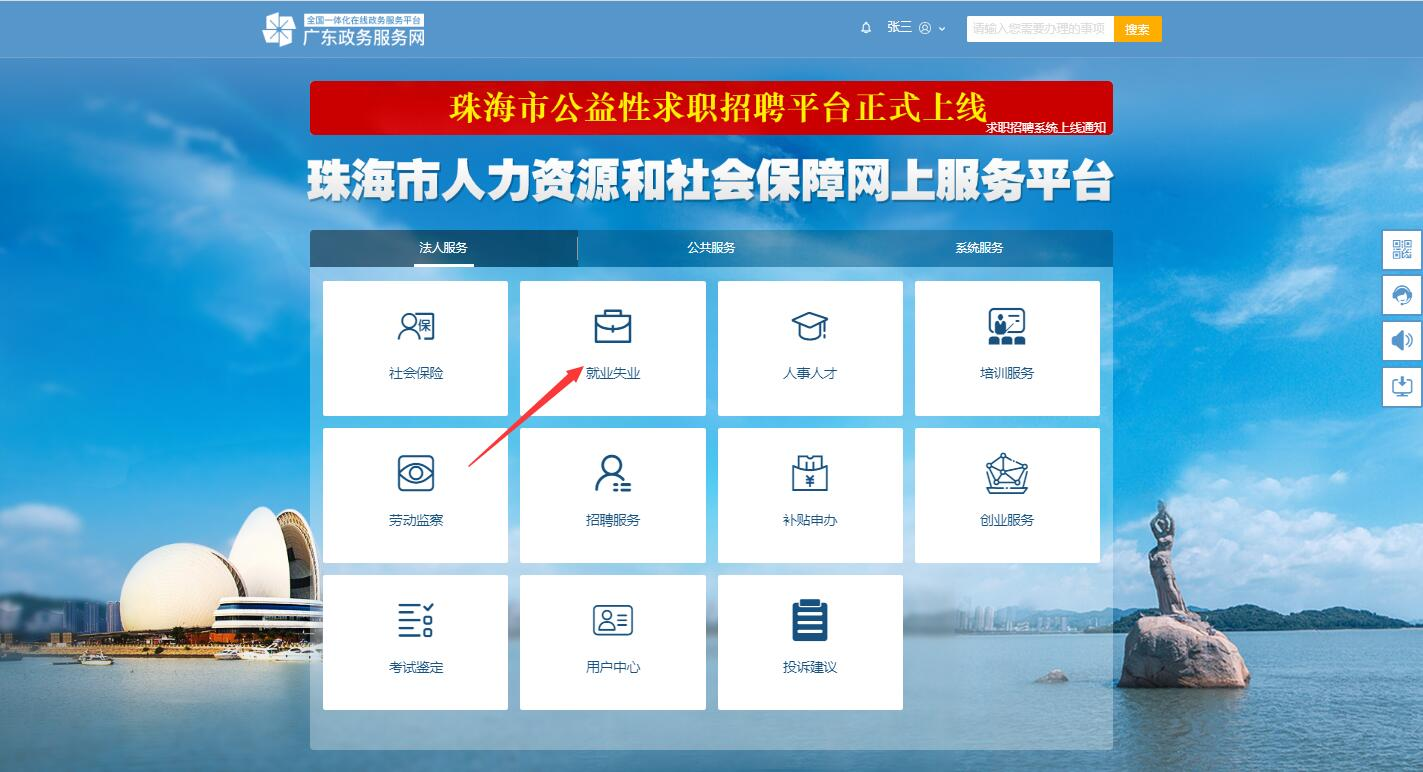 全国一体化在线政务服务平台
广东政务服务网
张三
请输入您需要办理的事项
搜索
珠海市公益性求职招聘平台正式上线
求职招聘系统上线通知
珠海市人力资源和社会保障网上服务平台
法人服务
公共服务
系统服务
保
社会保险
就业失业
人事人才
培训服务
劳动监察
招聘服务
¥
补贴申办
创业服务
考试鉴定
用户中心
投诉建议